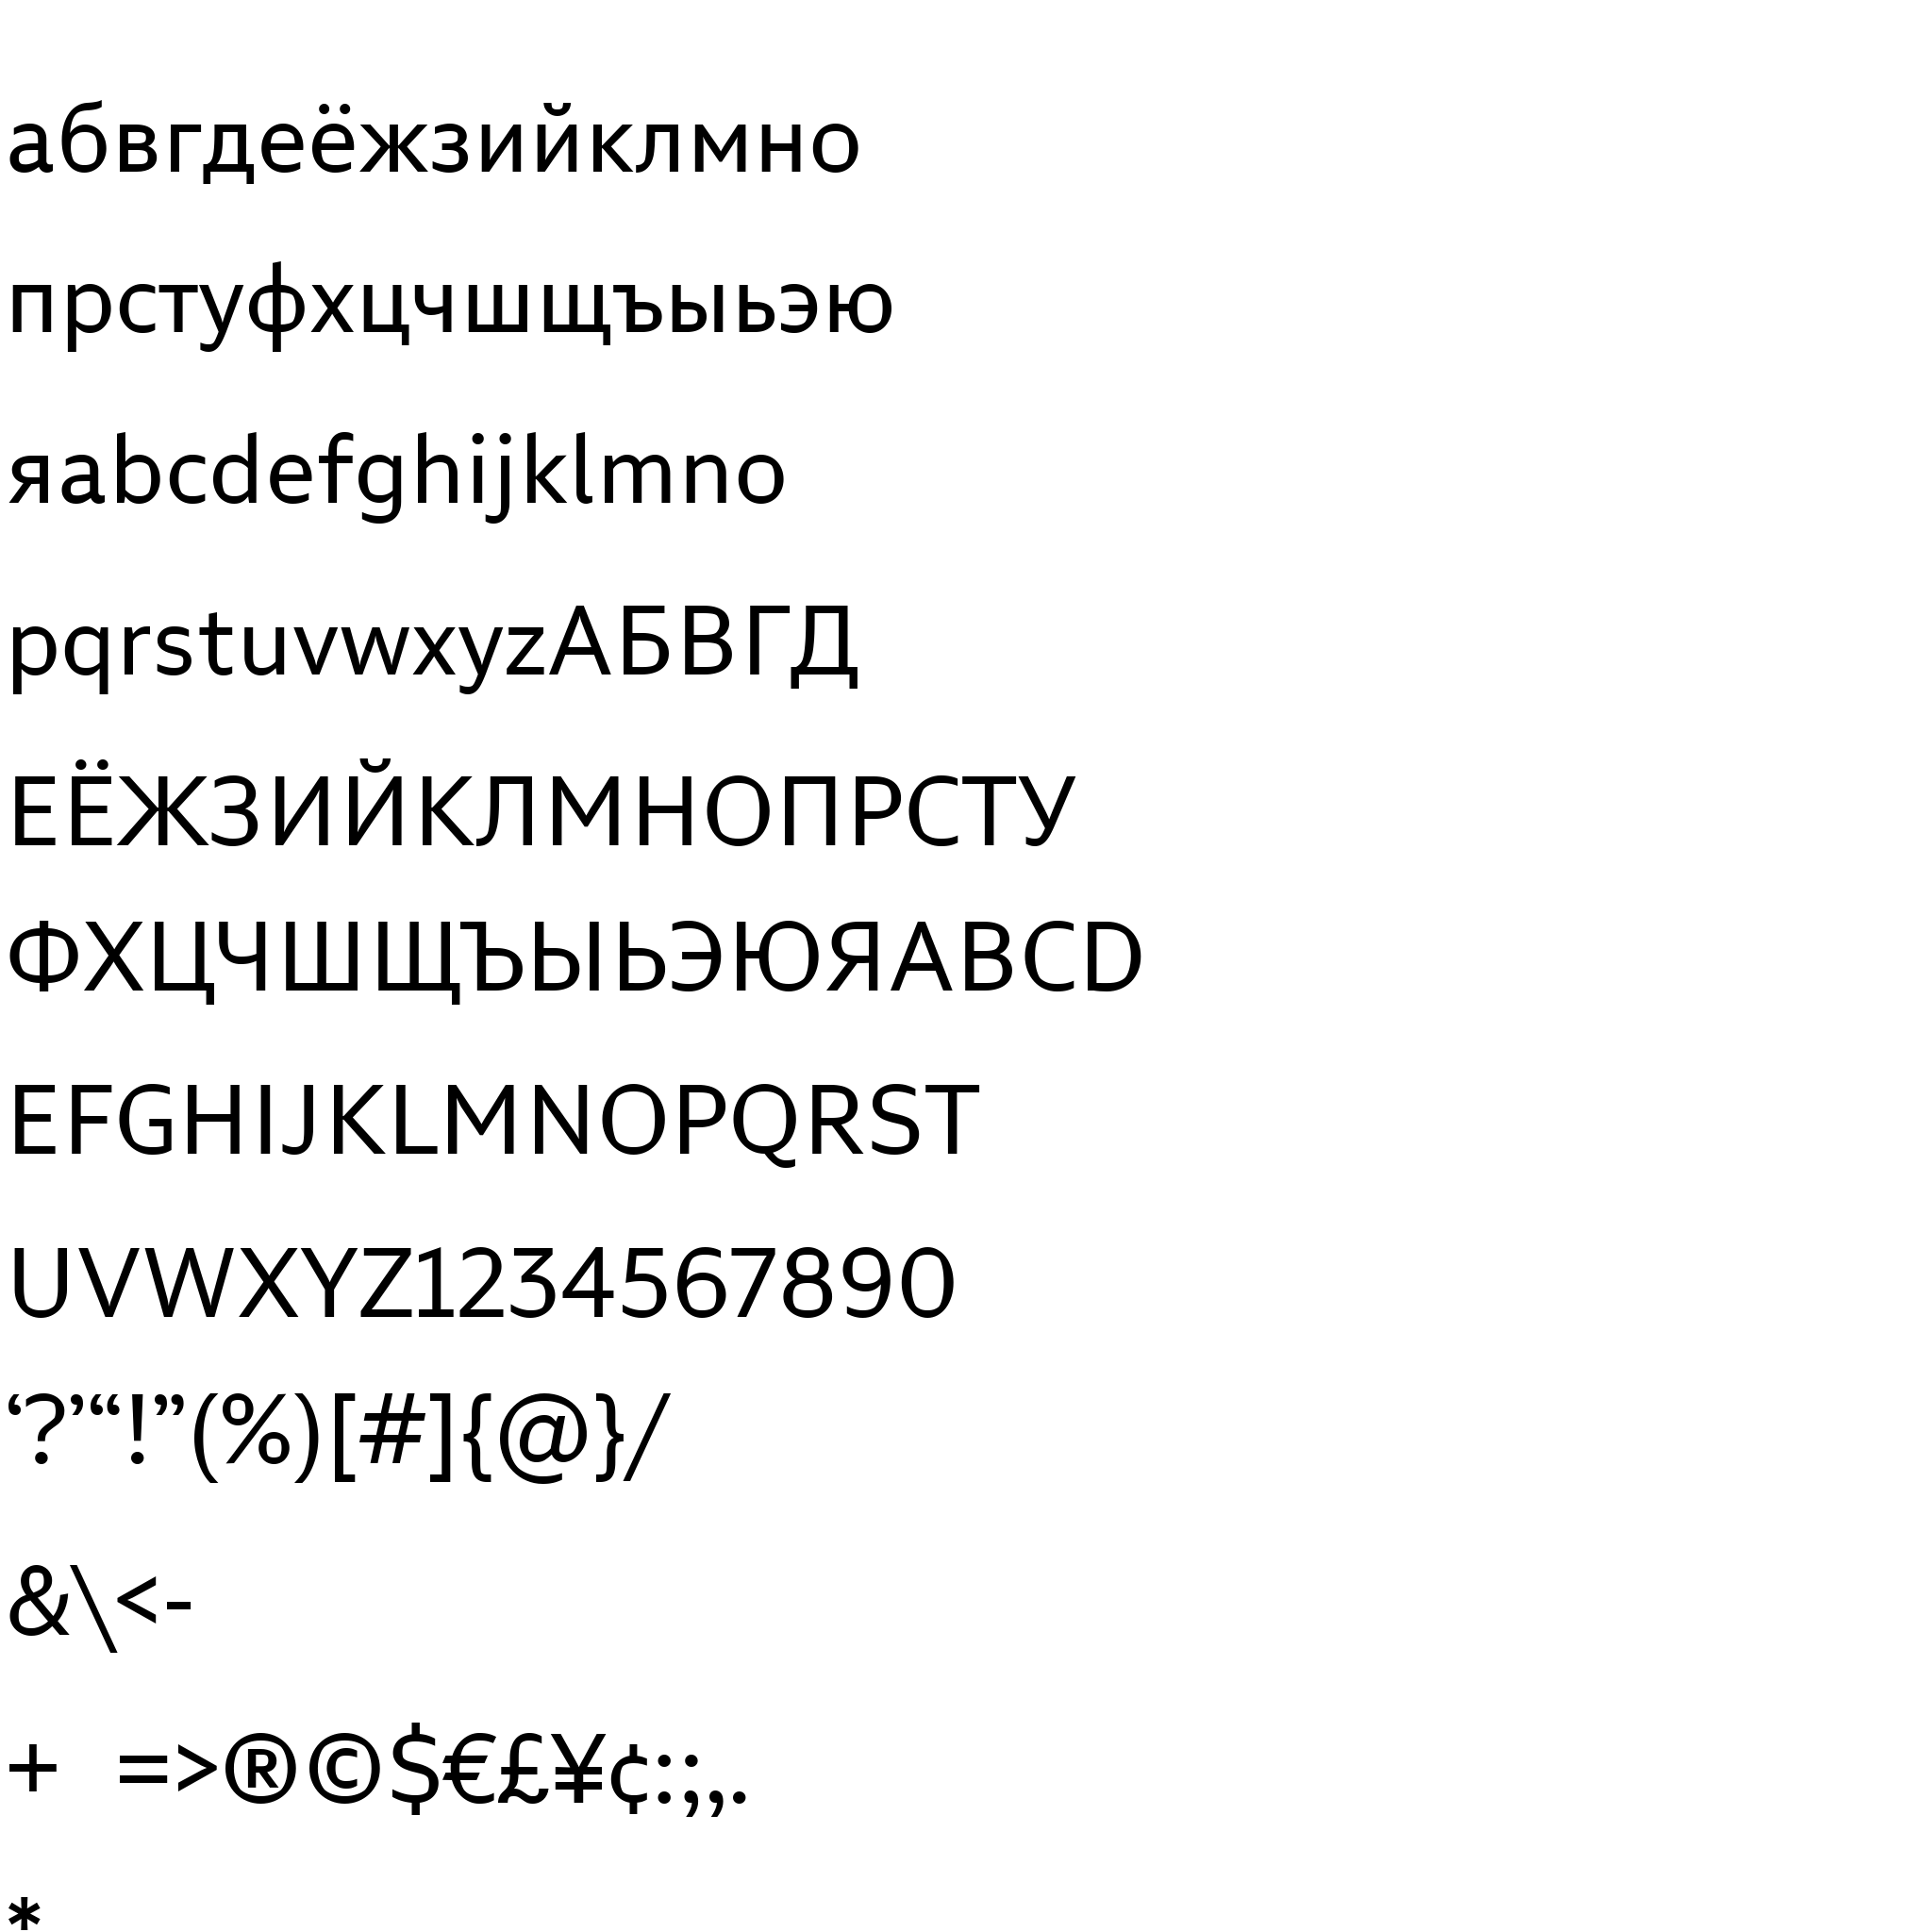 абвгдеёжзийклмно
прстуфхцчшщъыьэю
яabcdefghijklmno
pqrstuvwxyzАБВГД
ЕЁЖЗИЙКЛМНОПРСТУ
ФХЦЧШЩЪЫЬЭЮЯABCD
EFGHIJKLMNOPQRST
UVWXYZ1234567890
‘?’“!”(%)[#]{@}/
&\<-
+ =>®©$€£¥¢:;,.
*